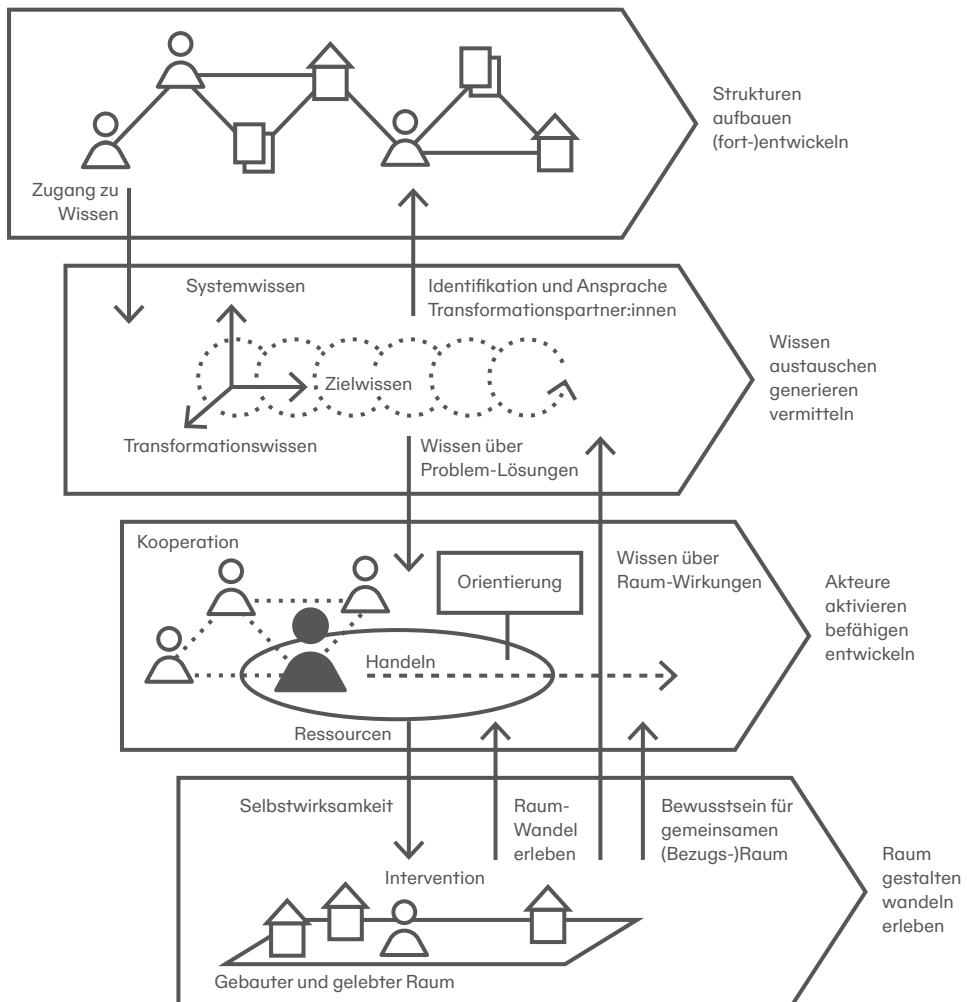 Strukturen
aufbauen
(fort-)entwickeln
Zugang zu
Wissen
Systemwissen
Identifikation und Ansprache
Transformationspartner:innen
Zielwissen
Transformationswissen
Wissen über
Problem-Lösungen
Wissen
austauschen
generieren
vermitteln
Kooperation
Orientierung
Wissen über
Raum-Wirkungen
Handeln
Ressourcen
Akteure
aktivieren
befähigen
entwickeln
Selbstwirksamkeit
Raum-
Wandel
erleben
Bewusstsein für
gemeinsamen
(Bezugs-)Raum
Intervention
Gebauter und gelebter Raum
Raum
gestalten
wandeln
erleben